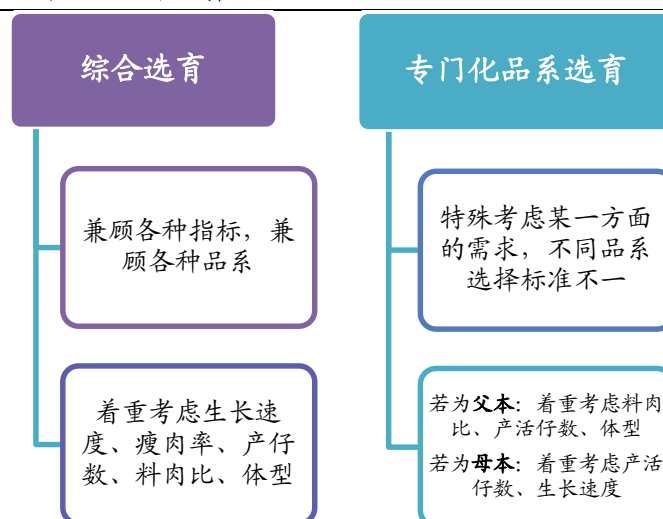 综合选育
兼顾各种指标，兼
顾各种品系
着重考虑生长速
度、瘦肉率、产仔
数、料肉比、体型
专门化品系选育
特殊考虑某一方面
的需求，不同品系
选择标准不一
若为父本：着重考虑料肉
比、产活仔数、体型
若为母本：着重考虑产活
仔数、生长速度